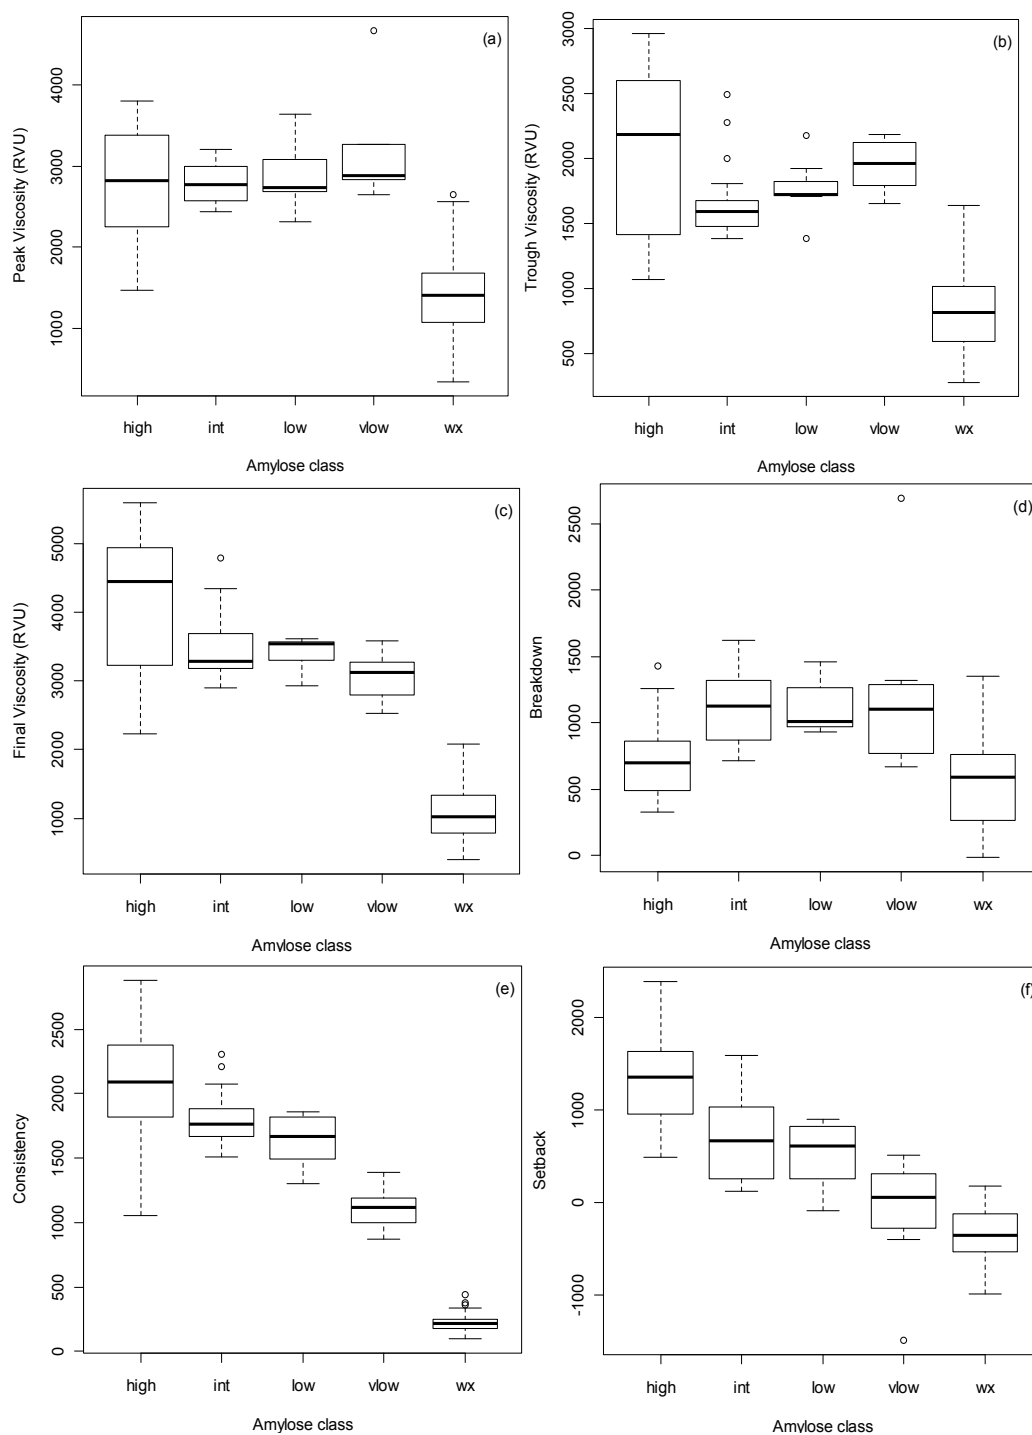 (a)
Peak Viscosity (RVU)
4000
3000
2000
1000
high int low vlow wx
Amylose class
(b)
Trough Viscosity (RVU)
3000
2500
2000
1500
1000
500
high int low vlow wx
Amylose class
(c)
Final Viscosity (RVU)
5000
4000
3000
2000
1000
high int low vlow wx
Amylose class
(d)
Breakdown
2500
2000
1500
1000
500
0
high int low vlow wx
Amylose class
(e)
Consistency
2500
2000
1500
1000
500
0
high int low vlow wx
Amylose class
(f)
Setback
2000
1000
0
-1000
high int low vlow wx
Amylose class